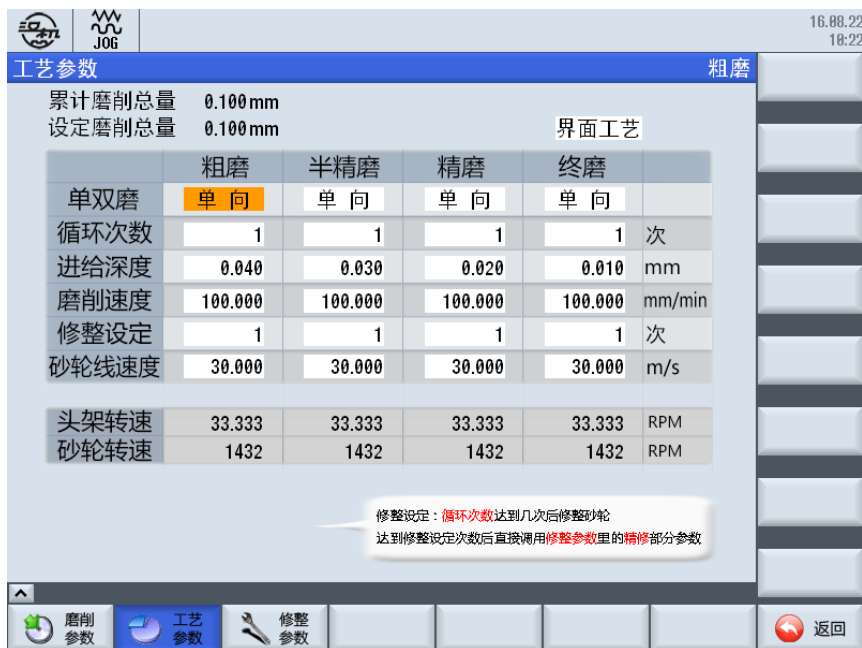 JOG
16.08.22
10:22
工艺参数 粗磨
累计磨削总量 0.100 mm
设定磨削总量 0.100 mm 界面工艺
粗磨 半精磨 精磨 终磨
单双磨 单 向 单 向 单 向 单 向
循环次数 1 1 1 1 次
进给深度 0.040 0.030 0.020 0.010 mm
磨削速度 100.000 100.000 100.000 100.000 mm/min
修整设定 1 1 1 1 次
砂轮线速度 30.000 30.000 30.000 30.000 m/s
头架转速 33.333 33.333 33.333 33.333 RPM
砂轮转速 1432 1432 1432 1432 RPM
修整设定：循环次数达到几次后修整砂轮
达到修整设定次数后直接调用修整参数里的精修部分参数
磨削 工艺 修整
参数 参数 参数
返回